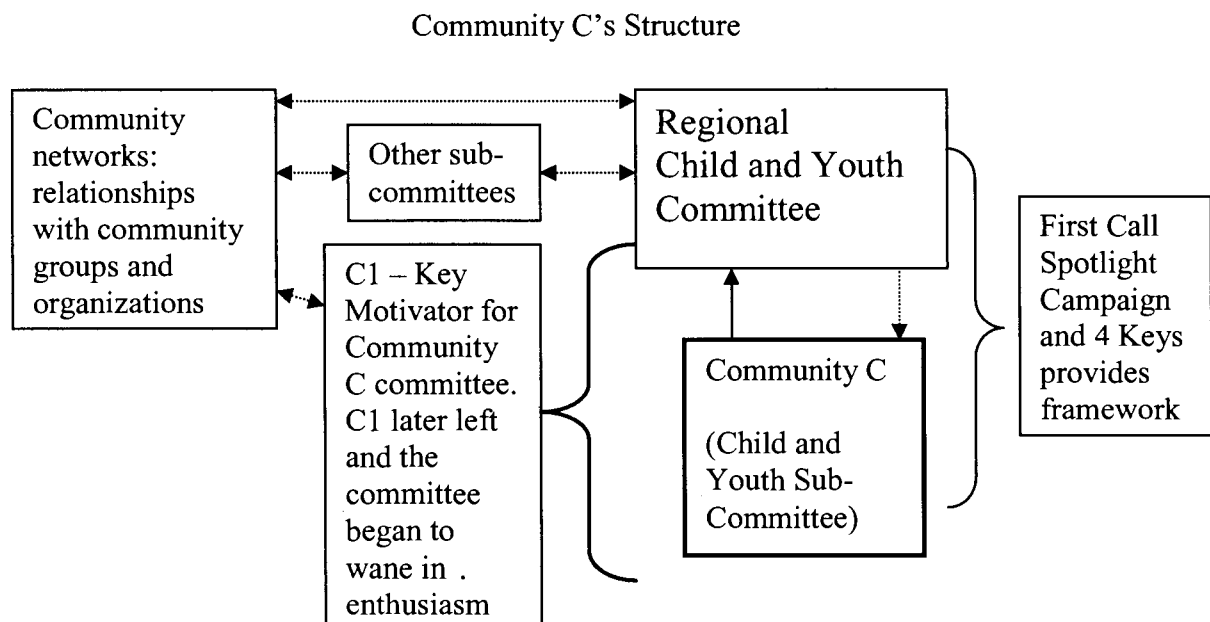 Community C’s Structure
Community
networks:
relationships
with community
groups and
organizations
Other sub-
committees
Regional
Child and Youth
Committee
C1 – Key
Motivator for
Community
C committee.
C1 later left
and the
committee
began to
wane in .
enthusiasm
Community C
(Child and
Youth Sub-
Committee)
First Call
Spotlight
Campaign
and 4 Keys
provides
framework